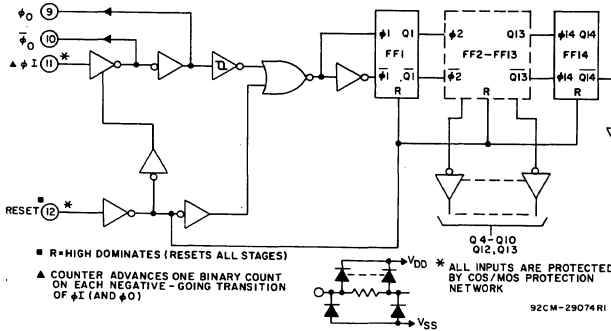 ϕ0 9
ϕ̅0 10
▲ ϕI 11 *
ϕ1 Q1
FF1
ϕ̅1 Q̅1
R
ϕ2 Q13
FF2-FF13
ϕ̅2 Q̅13
R
ϕ14 Q14
FF14
ϕ̅14 Q̅14
R
■
RESET 12 *
Q4-Q10
Q12,Q13
■ R=HIGH DOMINATES (RESETS ALL STAGES)
▲ COUNTER ADVANCES ONE BINARY COUNT
ON EACH NEGATIVE-GOING TRANSITION
OF ϕI (AND ϕO)
VDD
VSS
* ALL INPUTS ARE PROTECTED
BY COS/MOS PROTECTION
NETWORK
92CM-29074R1